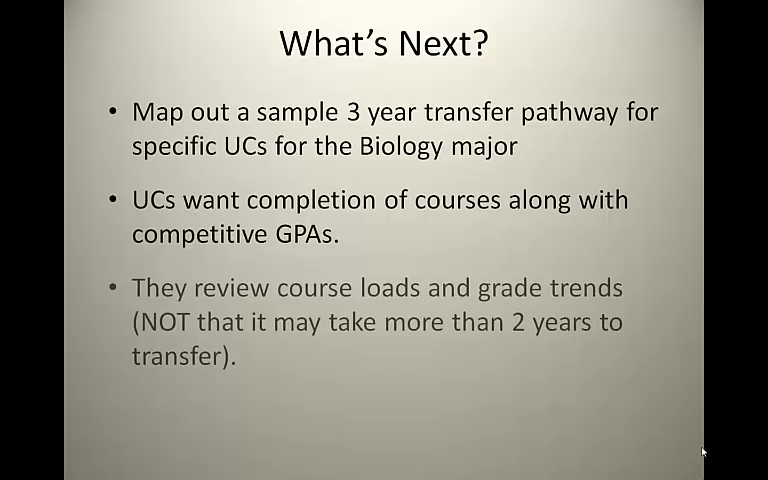 What's Next?
• Map out a sample 3 year transfer pathway for
specific UCs for the Biology major
• UCs want completion of courses along with
competitive GPAs.
• They review course loads and grade trends
(NOT that it may take more than 2 years to
transfer).